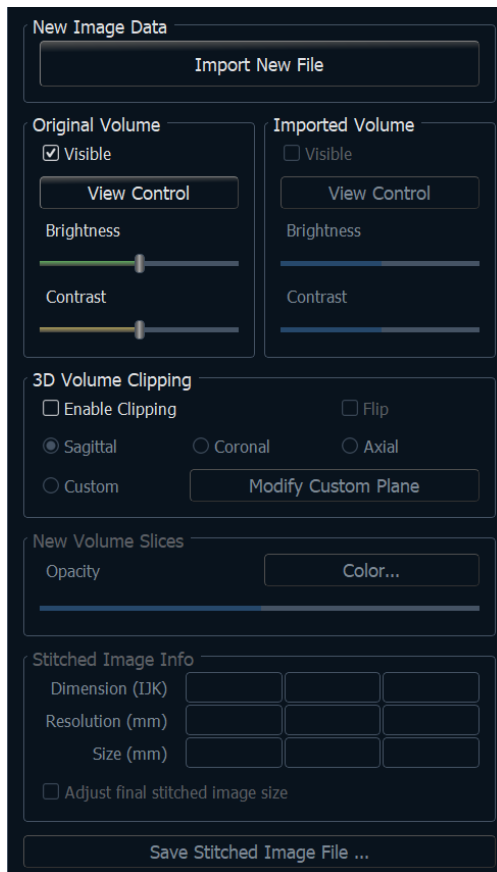 New Image Data
Import New File
Original Volume
Visible
View Control
Brightness
Contrast
Imported Volume
Visible
View Control
Brightness
Contrast
3D Volume Clipping
Enable Clipping Flip
Sagittal Coronal Axial
Custom Modify Custom Plane
New Volume Slices
Opacity Color...
Stitched Image Info
Dimension (IJK)
Resolution (mm)
Size (mm)
Adjust final stitched image size
Save Stitched Image File ...